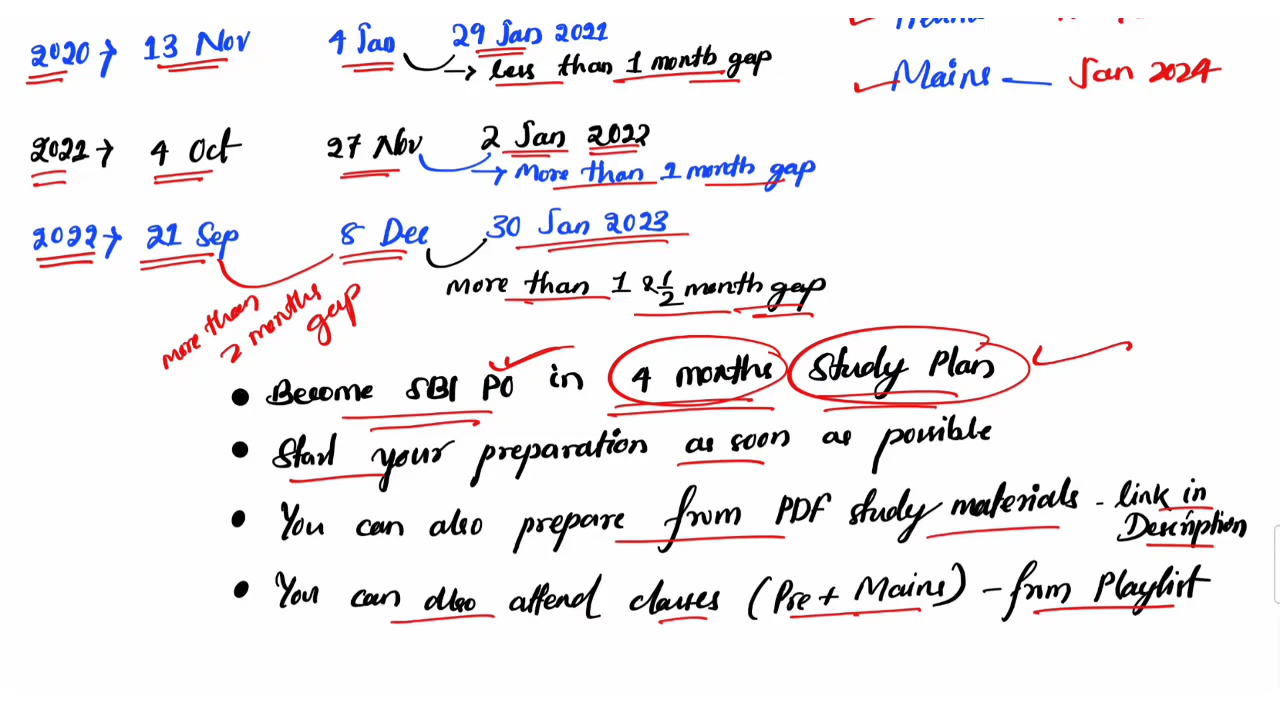 2020 → 13 Nov 4 Jan 29 Jan 2021
→ less than 1 month gap
Mains — Jan 2024
2021 → 4 Oct 27 Nov 2 Jan 2022
→ More than 1 month gap
2022 → 21 Sep 8 Dec 30 Jan 2023
more than 1 & 1/2 month gap
more than
2 months
gap
• Become SBI PO in 4 months Study Plan
• Start your preparation as soon as possible
• You can also prepare from PDF study materials - link in
Description
• You can also attend classes (Pre + Mains) - from Playlist